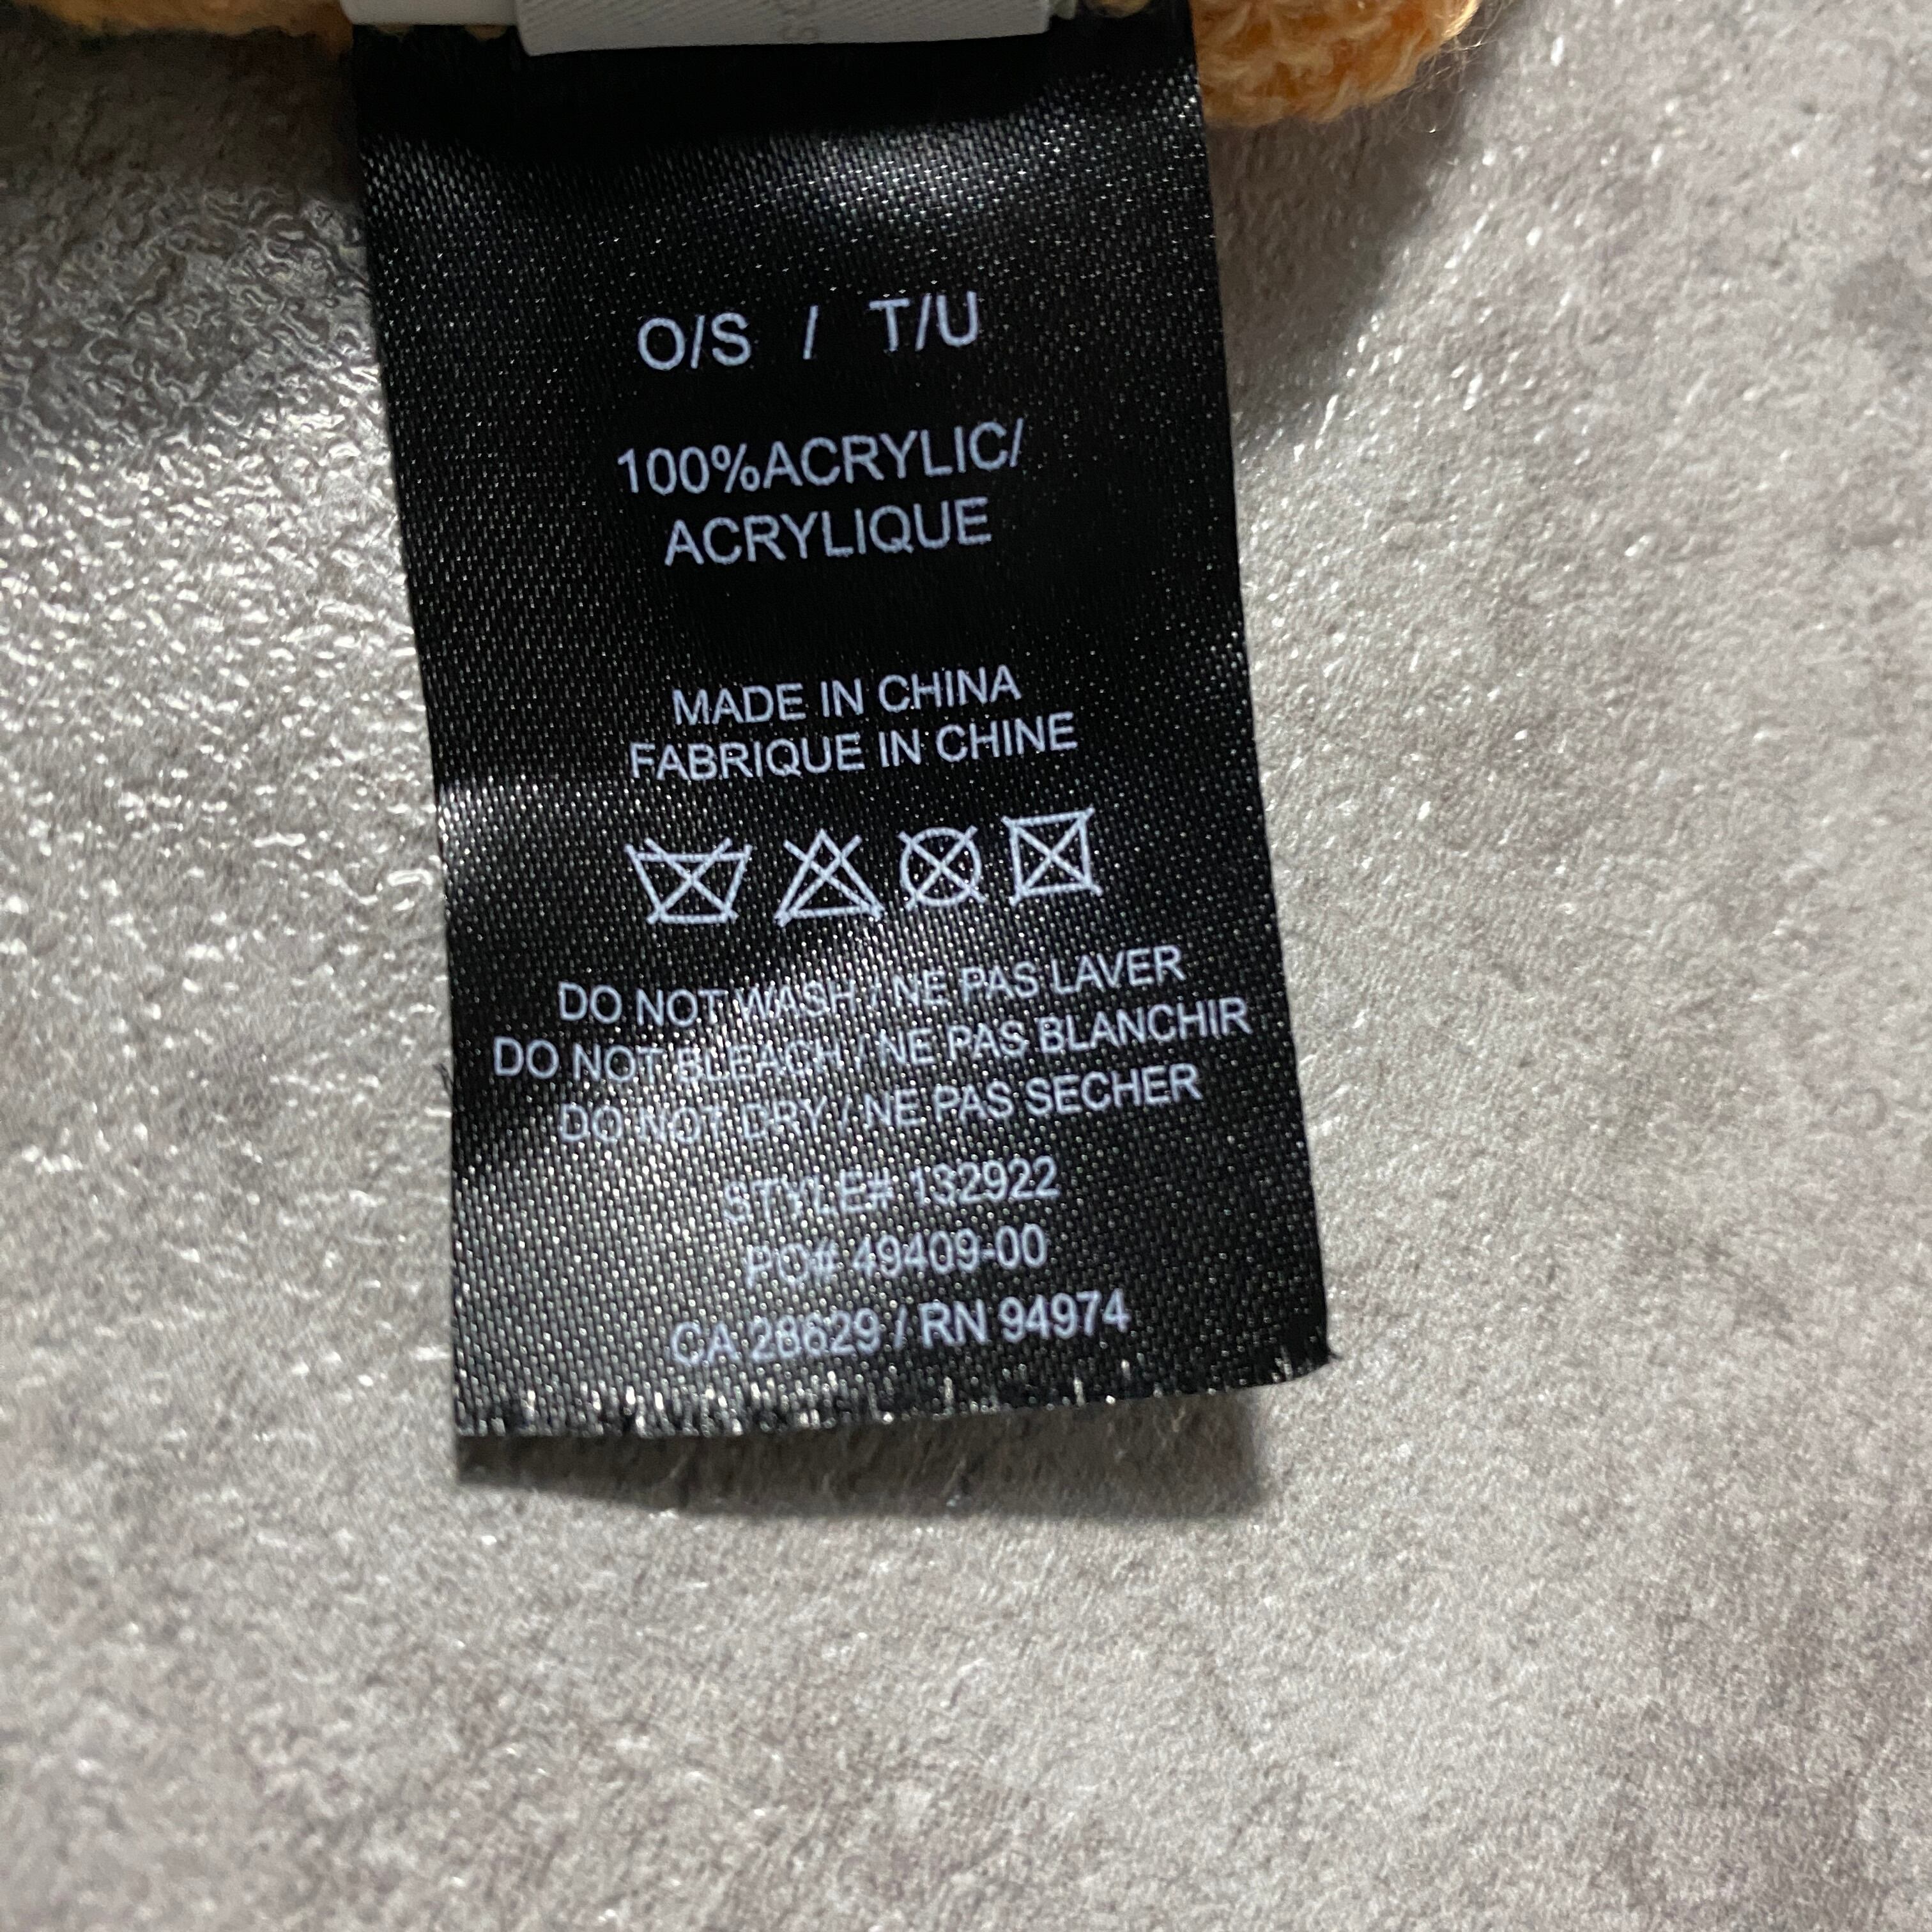 O/S / T/U
100%ACRYLIC/
ACRYLIQUE
MADE IN CHINA
FABRIQUE IN CHINE
DO NOT WASH / NE PAS LAVER
DO NOT BLEACH / NE PAS BLANCHIR
DO NOT DRY / NE PAS SECHER
STYLE# 132922
PO# 49409-00
CA 28629 / RN 94974